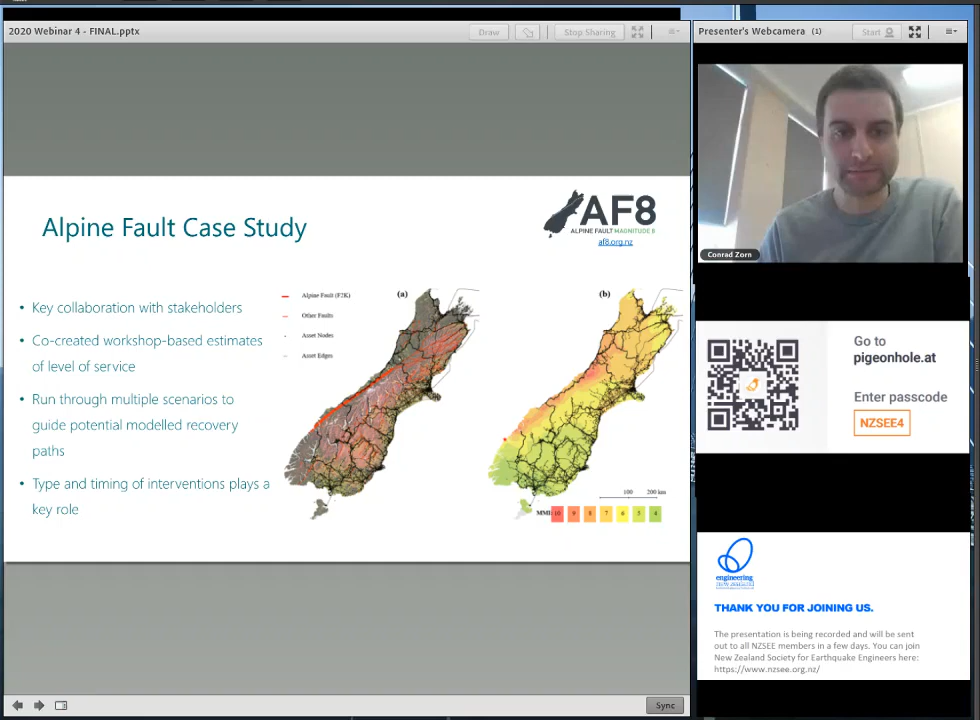 2020 Webinar 4 - FINAL.pptx
Draw
Stop Sharing
Presenter's Webcamera (1)
Start
Alpine Fault Case Study
AF8
ALPINE FAULT MAGNITUDE 8
af8.org.nz
• Key collaboration with stakeholders
• Co-created workshop-based estimates
of level of service
• Run through multiple scenarios to
guide potential modelled recovery
paths
• Type and timing of interventions plays a
key role
Alpine Fault (F2K)
Other Faults
Asset Nodes
Asset Edges
(a)
(b)
100 200 km
MMI 10 9 8 7 6 5 4
Sync
Conrad Zorn
Go to
pigeonhole.at
Enter passcode
NZSEE4
engineering
NEW ZEALAND
THANK YOU FOR JOINING US.
The presentation is being recorded and will be sent
out to all NZSEE members in a few days. You can join
New Zealand Society for Earthquake Engineers here:
https://www.nzsee.org.nz/